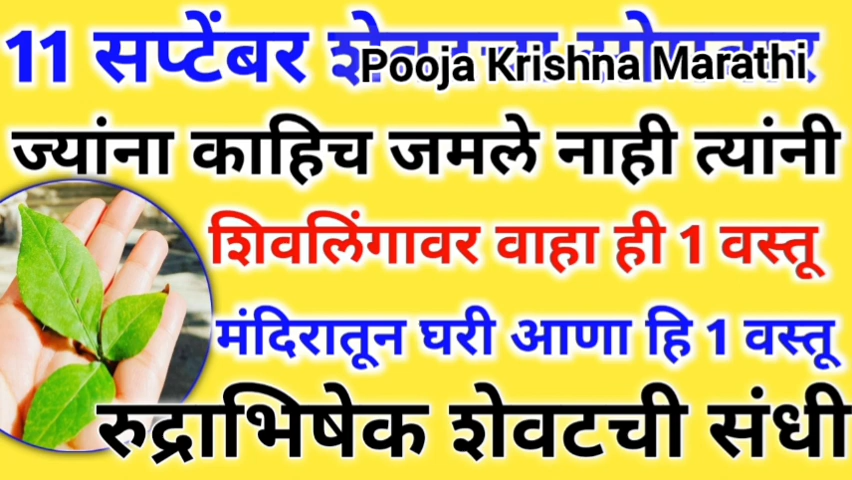 11 सप्टेंबर
Pooja Krishna Marathi
ज्यांना काहिच जमले नाही त्यांनी
शिवलिंगावर वाहा ही 1 वस्तू
मंदिरातून घरी आणा हि 1 वस्तू
रुद्राभिषेक शेवटची संधी